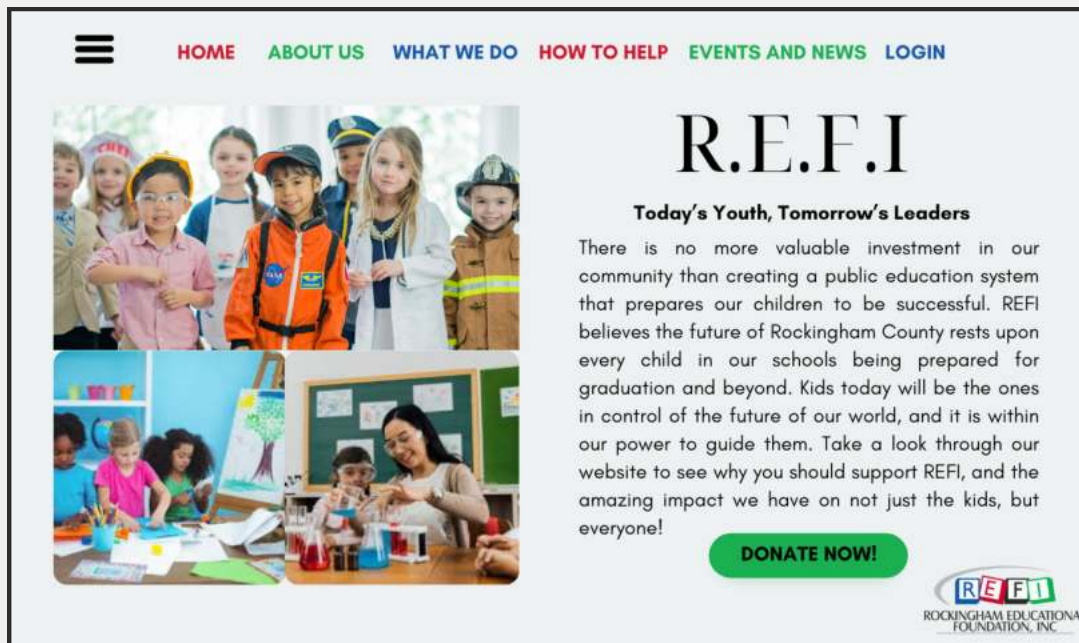 HOME ABOUT US WHAT WE DO HOW TO HELP EVENTS AND NEWS LOGIN
CHEF
NASA
R.E.F.I
Today's Youth, Tomorrow's Leaders
There is no more valuable investment in our
community than creating a public education system
that prepares our children to be successful. REFI
believes the future of Rockingham County rests upon
every child in our schools being prepared for
graduation and beyond. Kids today will be the ones
in control of the future of our world, and it is within
our power to guide them. Take a look through our
website to see why you should support REFI, and the
amazing impact we have on not just the kids, but
everyone!
DONATE NOW!
REFI
ROCKINGHAM EDUCATIONA
FOUNDATION, INC